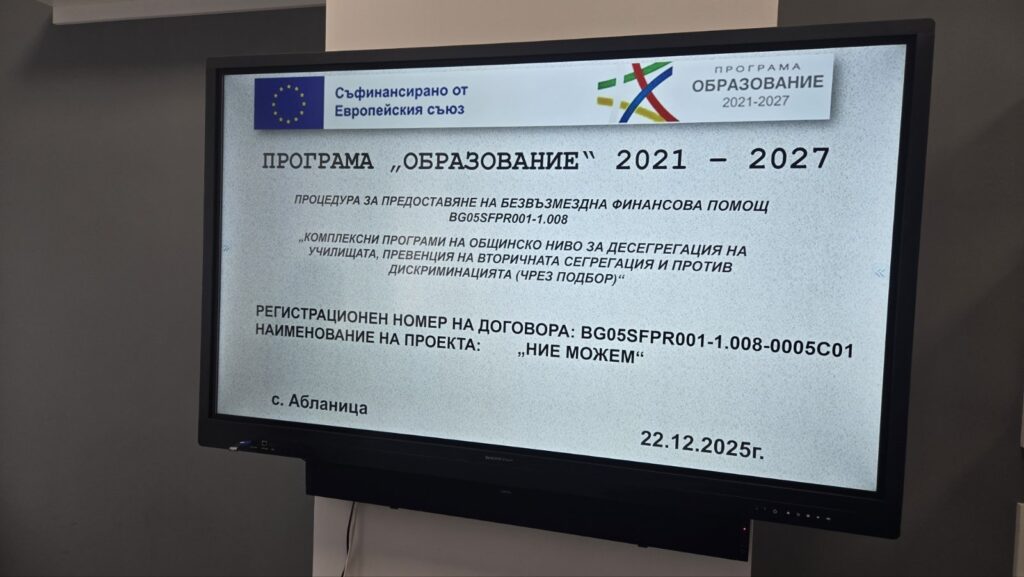 Съфинансирано от
Европейския съюз
ПРОГРАМА
ОБРАЗОВАНИЕ
2021-2027
ПРОГРАМА „ОБРАЗОВАНИЕ“ 2021 – 2027
ПРОЦЕДУРА ЗА ПРЕДОСТАВЯНЕ НА БЕЗВЪЗМЕЗДНА ФИНАНСОВА ПОМОЩ
BG05SFPR001-1.008
„КОМПЛЕКСНИ ПРОГРАМИ НА ОБЩИНСКО НИВО ЗА ДЕСЕГРЕГАЦИЯ НА
УЧИЛИЩАТА, ПРЕВЕНЦИЯ НА ВТОРИЧНАТА СЕГРЕГАЦИЯ И ПРОТИВ
ДИСКРИМИНАЦИЯТА (ЧРЕЗ ПОДБОР)“
РЕГИСТРАЦИОНЕН НОМЕР НА ДОГОВОРА: BG05SFPR001-1.008-0005C01
НАИМЕНОВАНИЕ НА ПРОЕКТА: „НИЕ МОЖЕМ“
с. Абланица
22.12.2025г.